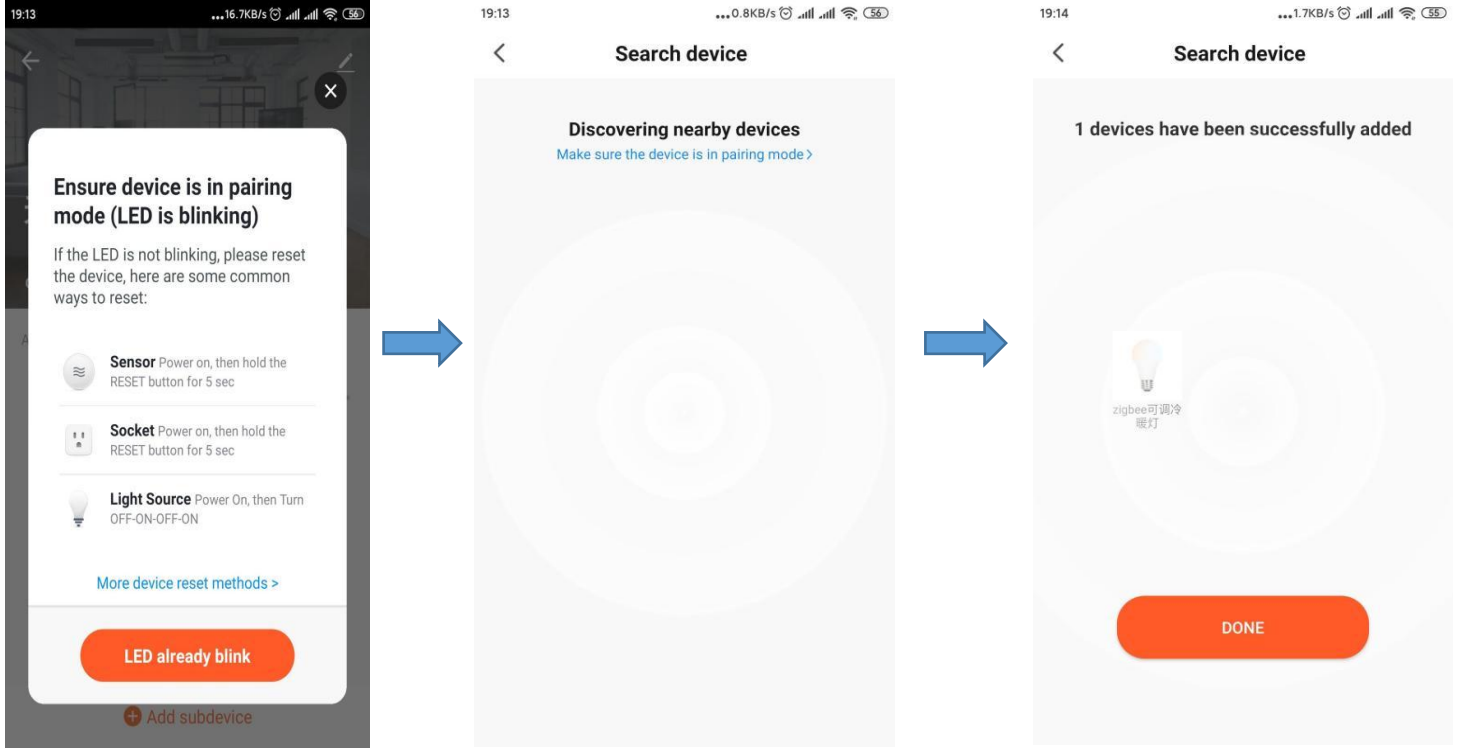 19:13
...16.7KB/s 56
Ensure device is in pairing
mode (LED is blinking)
If the LED is not blinking, please reset
the device, here are some common
ways to reset:
Sensor Power on, then hold the
RESET button for 5 sec
Socket Power on, then hold the
RESET button for 5 sec
Light Source Power On, then Turn
OFF-ON-OFF-ON
More device reset methods >
LED already blink
Add subdevice
19:13
...0.8KB/s 56
Search device
Discovering nearby devices
Make sure the device is in pairing mode >
19:14
...1.7KB/s 55
Search device
1 devices have been successfully added
zigbee可调冷
暖灯
DONE